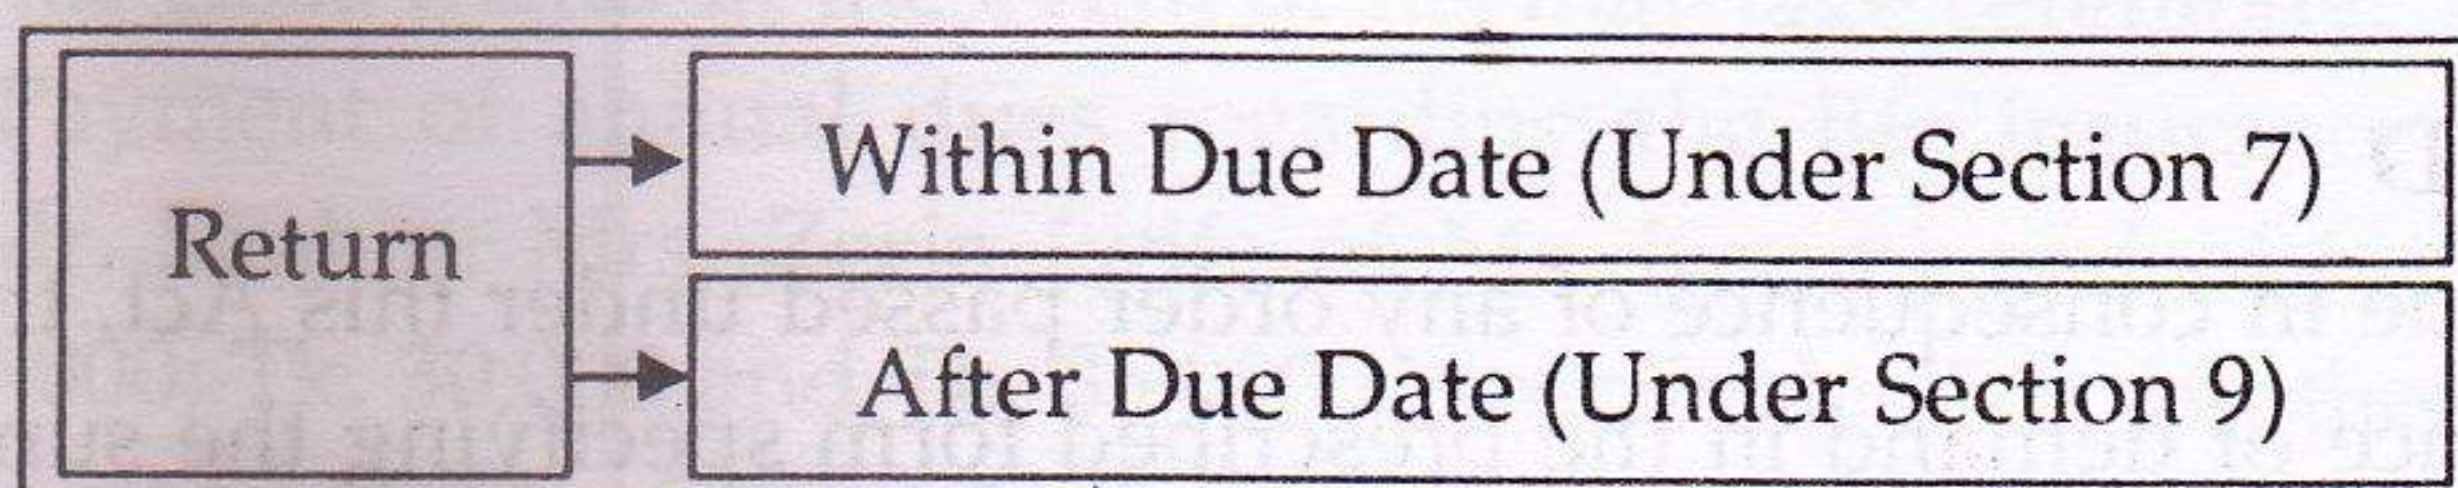 Return
Within Due Date (Under Section 7)
After Due Date (Under Section 9)